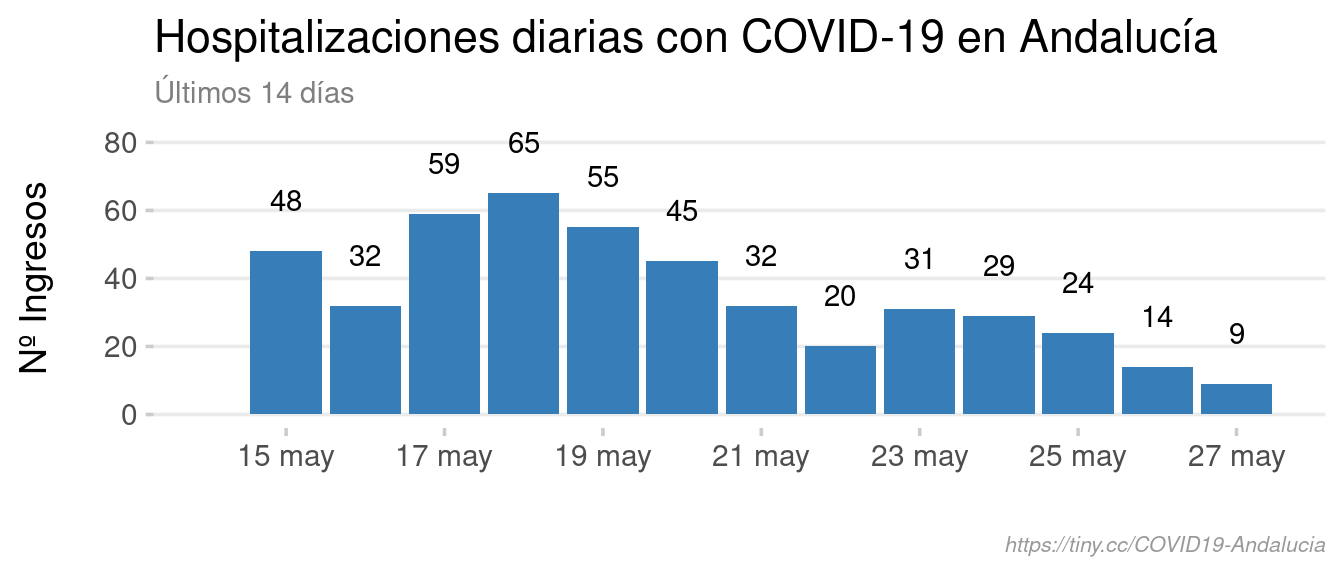 Hospitalizaciones diarias con COVID-19 en Andalucía
Últimos 14 días
Nº Ingresos
80
60
40
20
0
48
32
59
65
55
45
32
20
31
29
24
14
9
15 may
17 may
19 may
21 may
23 may
25 may
27 may
https://tiny.cc/COVID19-Andalucia